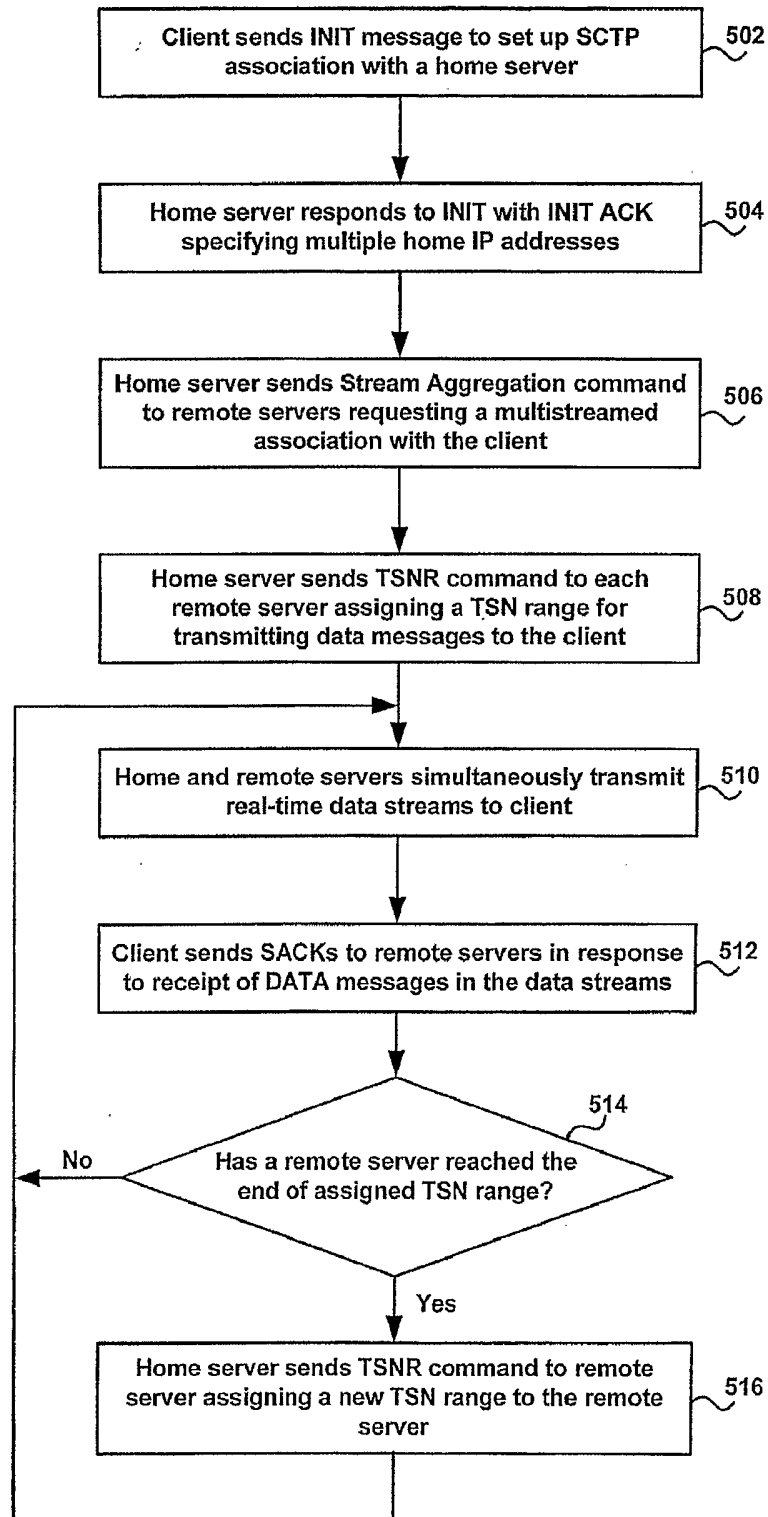 Client sends INIT message to set up SCTP
association with a home server
502
Home server responds to INIT with INIT ACK
specifying multiple home IP addresses
504
Home server sends Stream Aggregation command
to remote servers requesting a multistreamed
association with the client
506
Home server sends TSNR command to each
remote server assigning a TSN range for
transmitting data messages to the client
508
Home and remote servers simultaneously transmit
real-time data streams to client
510
Client sends SACKs to remote servers in response
to receipt of DATA messages in the data streams
512
514
No
Has a remote server reached the
end of assigned TSN range?
Yes
Home server sends TSNR command to remote
server assigning a new TSN range to the remote
server
516